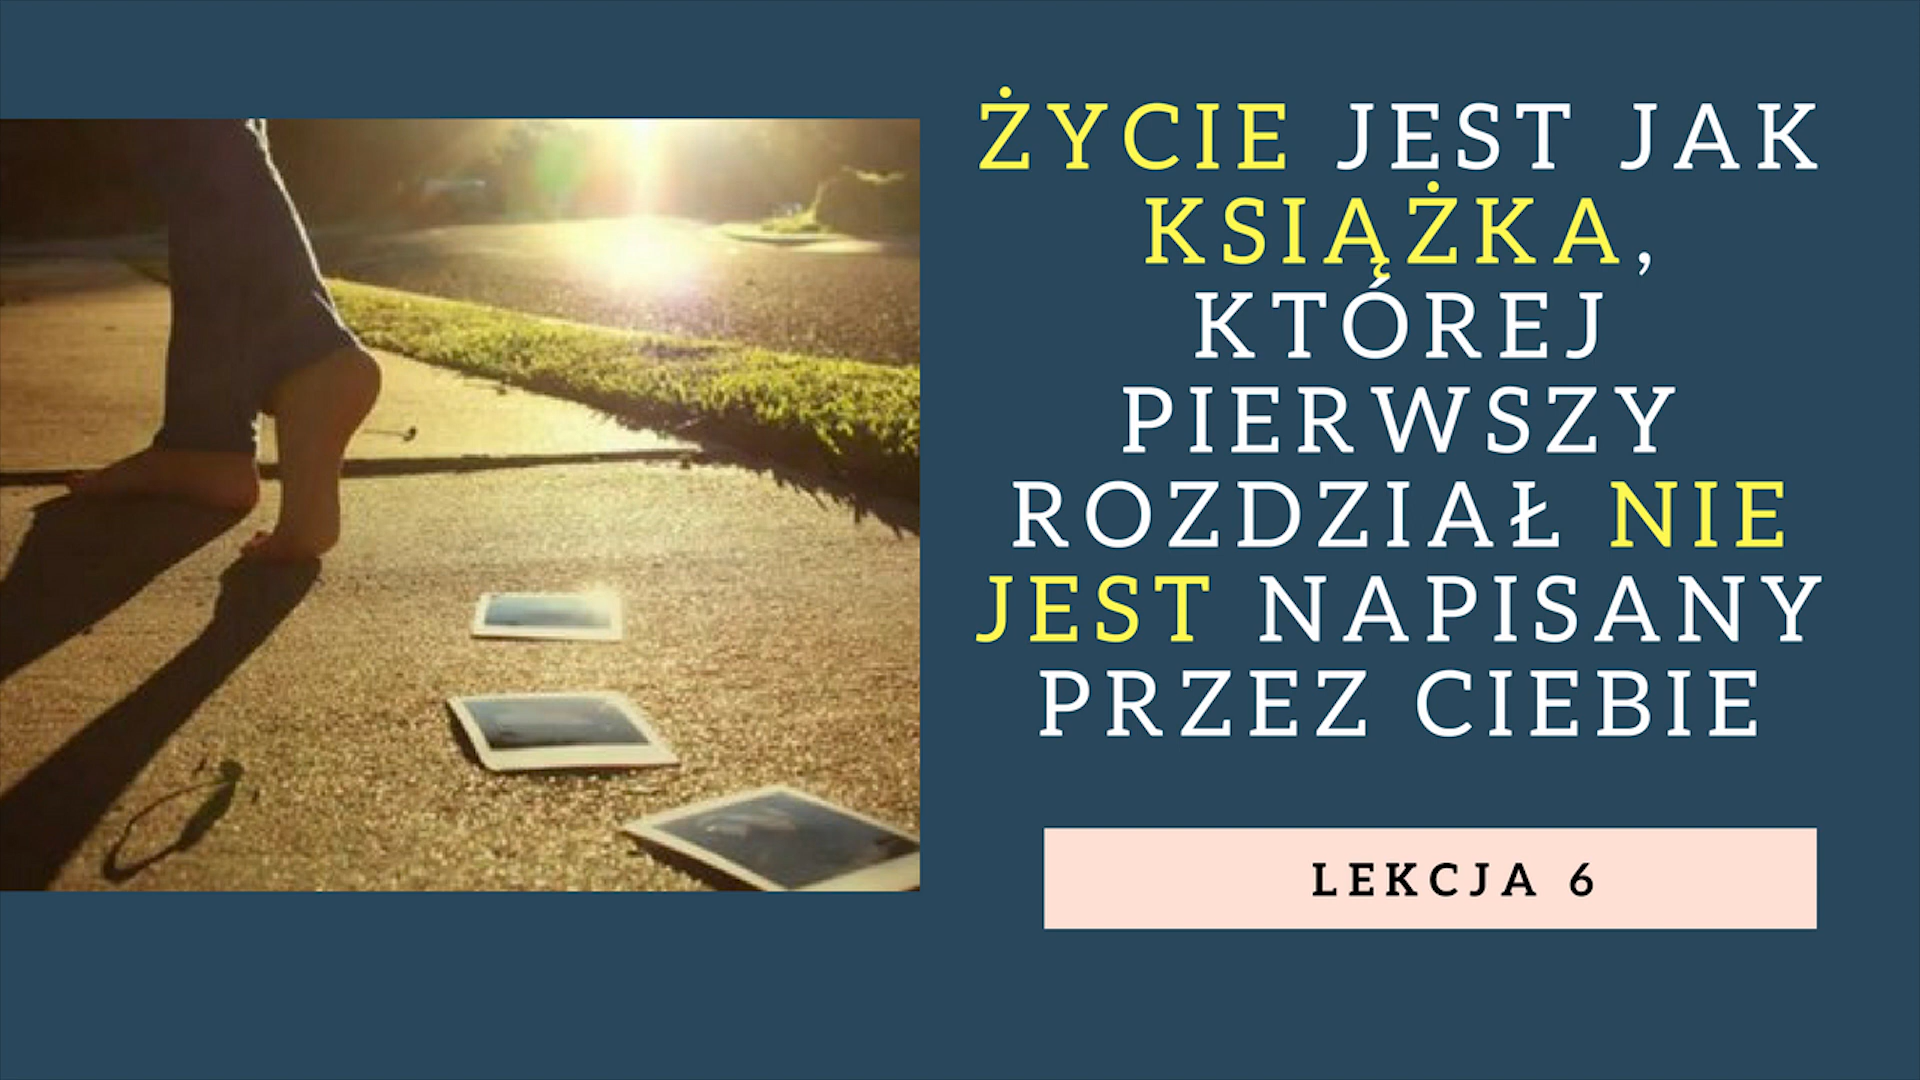 ŻYCIE JEST JAK
KSIĄŻKA,
KTÓREJ
PIERWSZY
ROZDZIAŁ NIE
JEST NAPISANY
PRZEZ CIEBIE
LEKCJA 6